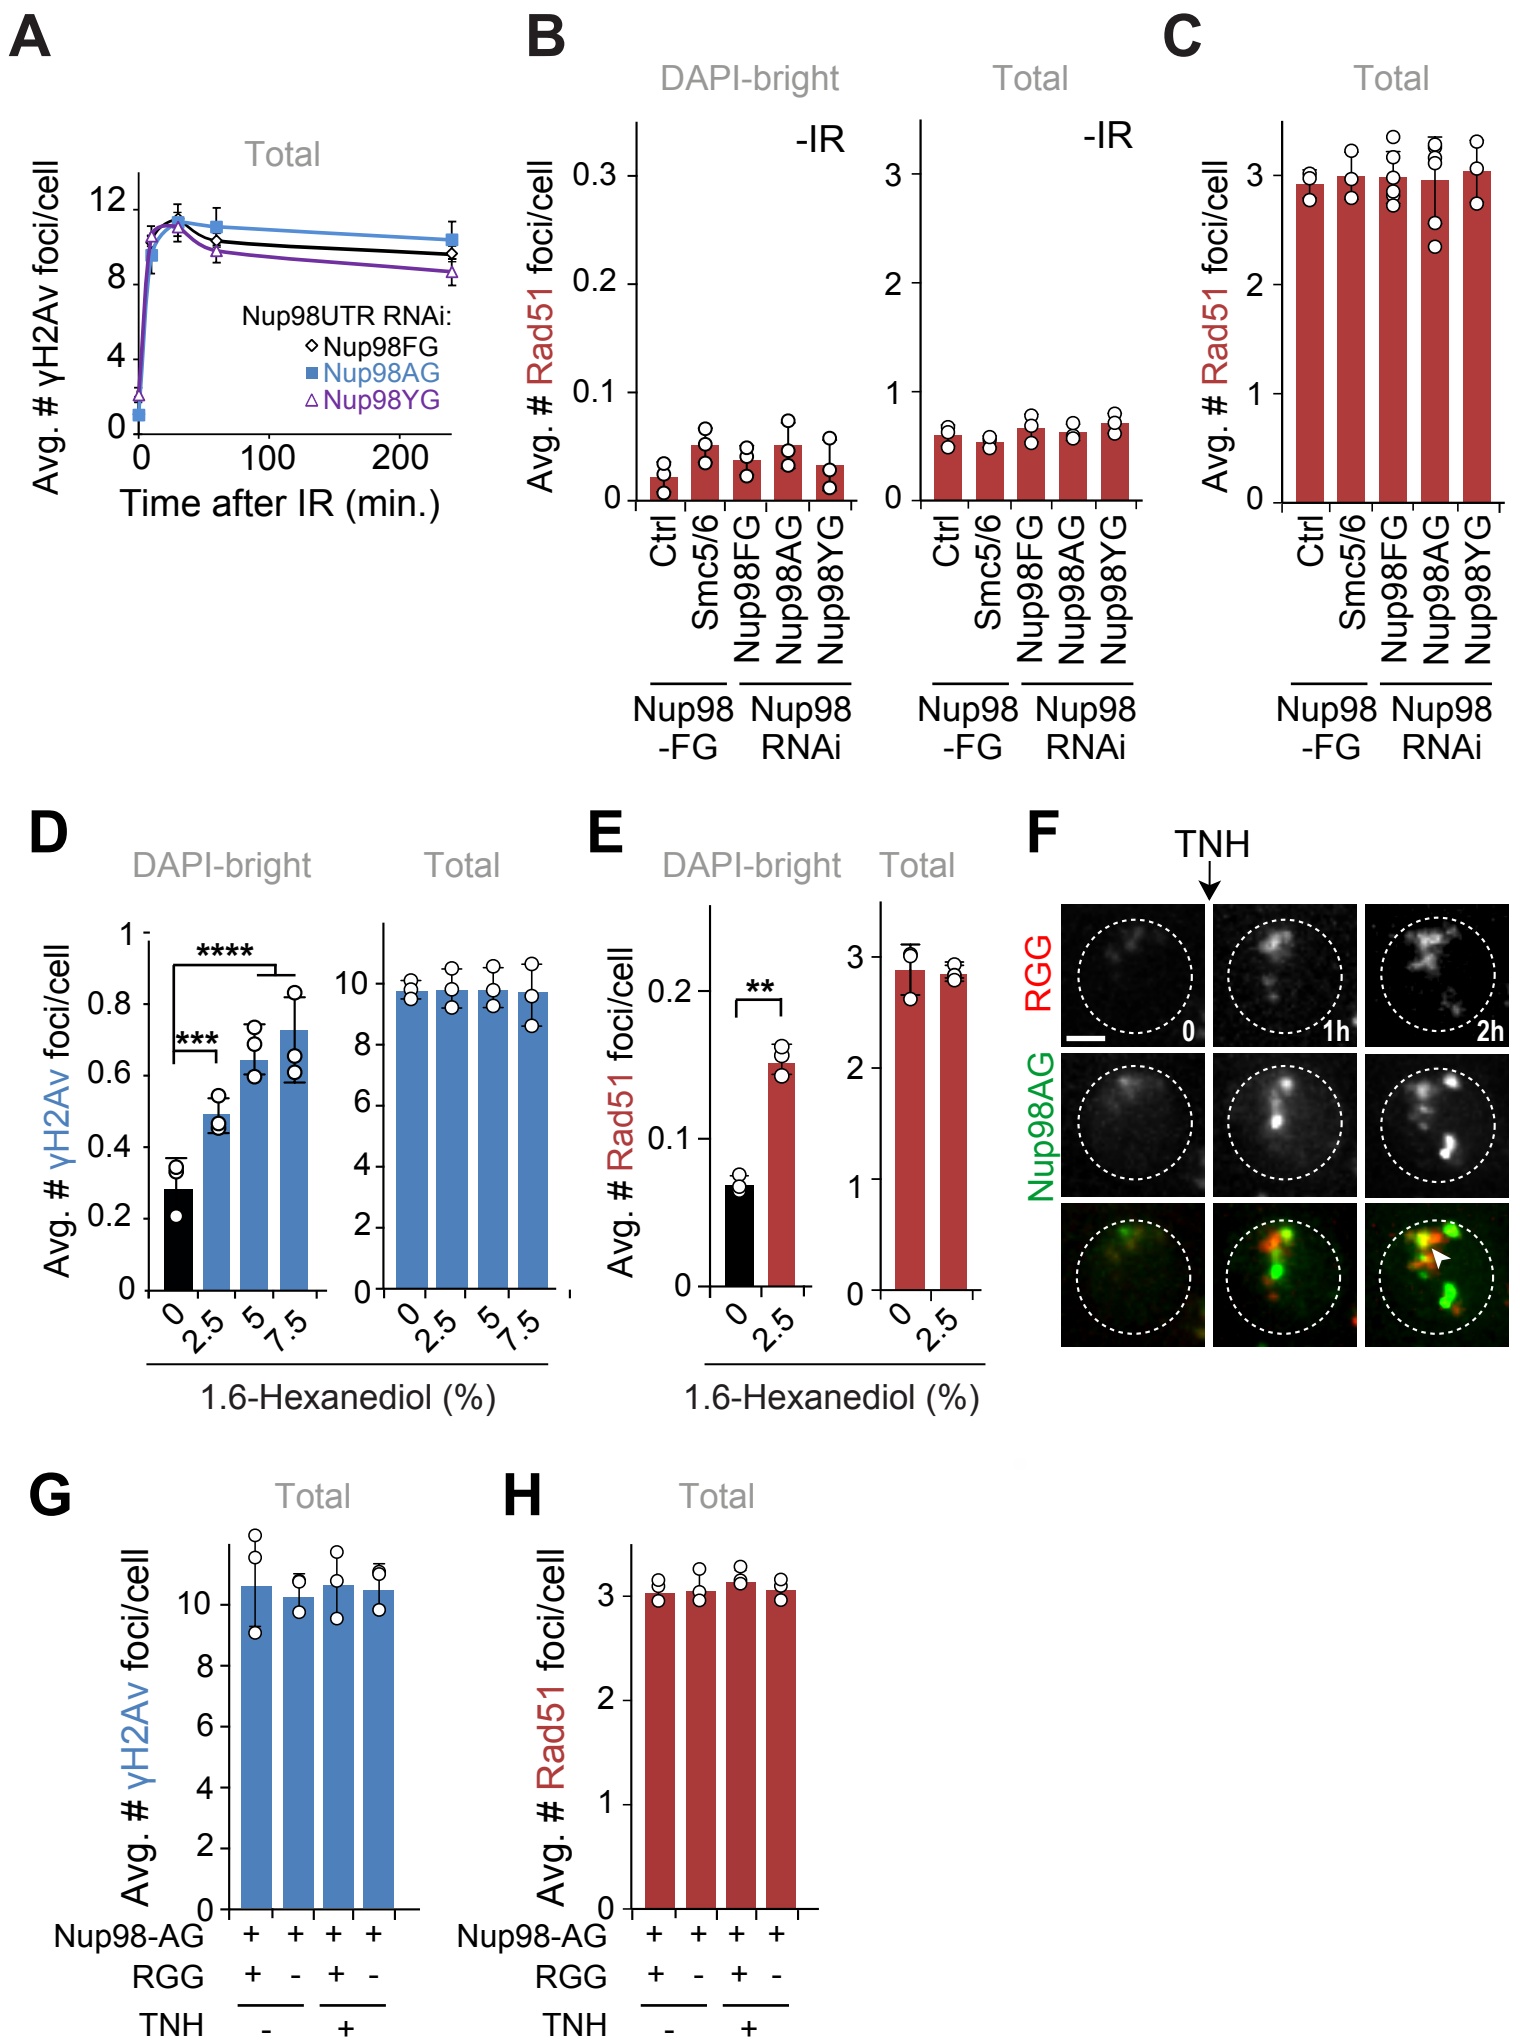 A
Total
Avg. # γH2Av foci/cell
12
8
4
0
Nup98UTR RNAi:
Nup98FG
Nup98AG
Nup98YG
0 100 200
Time after IR (min.)
B
DAPI-bright
-IR
Avg. # Rad51 foci/cell
0.3
0.2
0.1
0
Ctrl
Smc5/6
Nup98FG
Nup98AG
Nup98YG
Nup98
-FG
Nup98
RNAi
Total
-IR
3
2
1
0
Ctrl
Smc5/6
Nup98FG
Nup98AG
Nup98YG
Nup98
-FG
Nup98
RNAi
C
Total
Avg. # Rad51 foci/cell
3
2
1
0
Ctrl
Smc5/6
Nup98FG
Nup98AG
Nup98YG
Nup98
-FG
Nup98
RNAi
D
DAPI-bright
Avg. # γH2Av foci/cell
1
0.8
0.6
0.4
0.2
0
****
***
0 2.5 5 7.5
Total
10
8
6
4
2
0
0 2.5 5 7.5
1.6-Hexanediol (%)
E
DAPI-bright
Avg. # Rad51 foci/cell
0.2
0.1
0
**
0 2.5
Total
3
2
1
0
0 2.5
1.6-Hexanediol (%)
F
TNH
RGG
0 1h 2h
Nup98AG
G
Total
Avg. # γH2Av foci/cell
10
8
6
4
2
0
Nup98-AG + + + +
RGG + - + -
TNH - +
H
Total
Avg. # Rad51 foci/cell
3
2
1
0
Nup98-AG + + + +
RGG + - + -
TNH - +